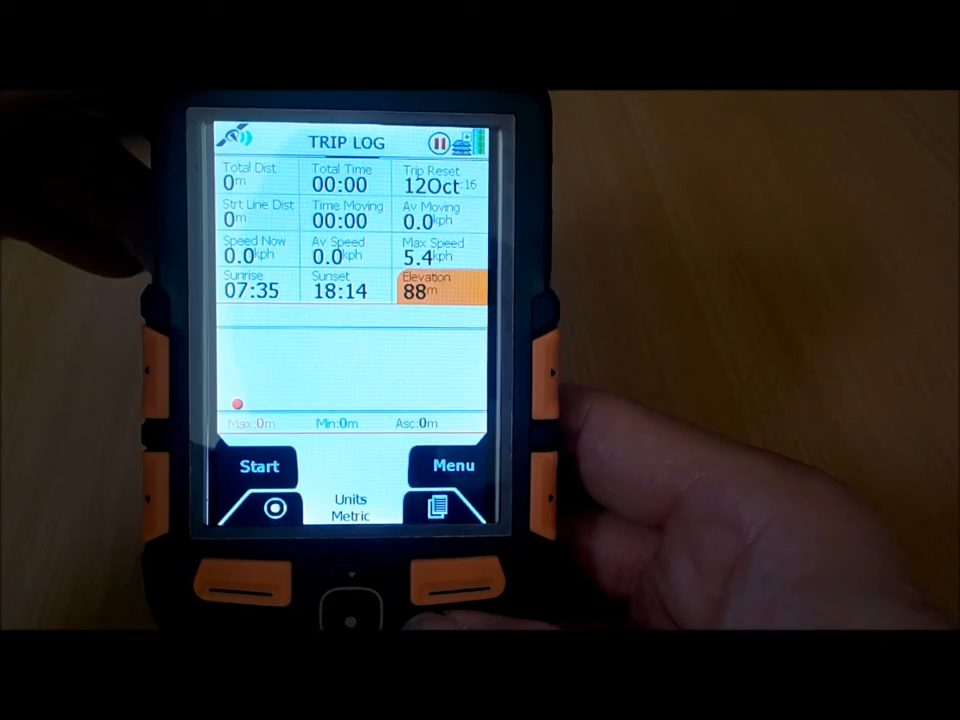 TRIP LOG
Total Dist Total Time Trip Reset
0m 00:00 12Oct:16
Strt Line Dist Time Moving Av Moving
0m 00:00 0.0kph
Speed Now Av Speed Max Speed
0.0kph 0.0kph 5.4kph
Sunrise Sunset Elevation
07:35 18:14 88m
Max:0m Min:0m Asc:0m
Start Menu
Units
Metric